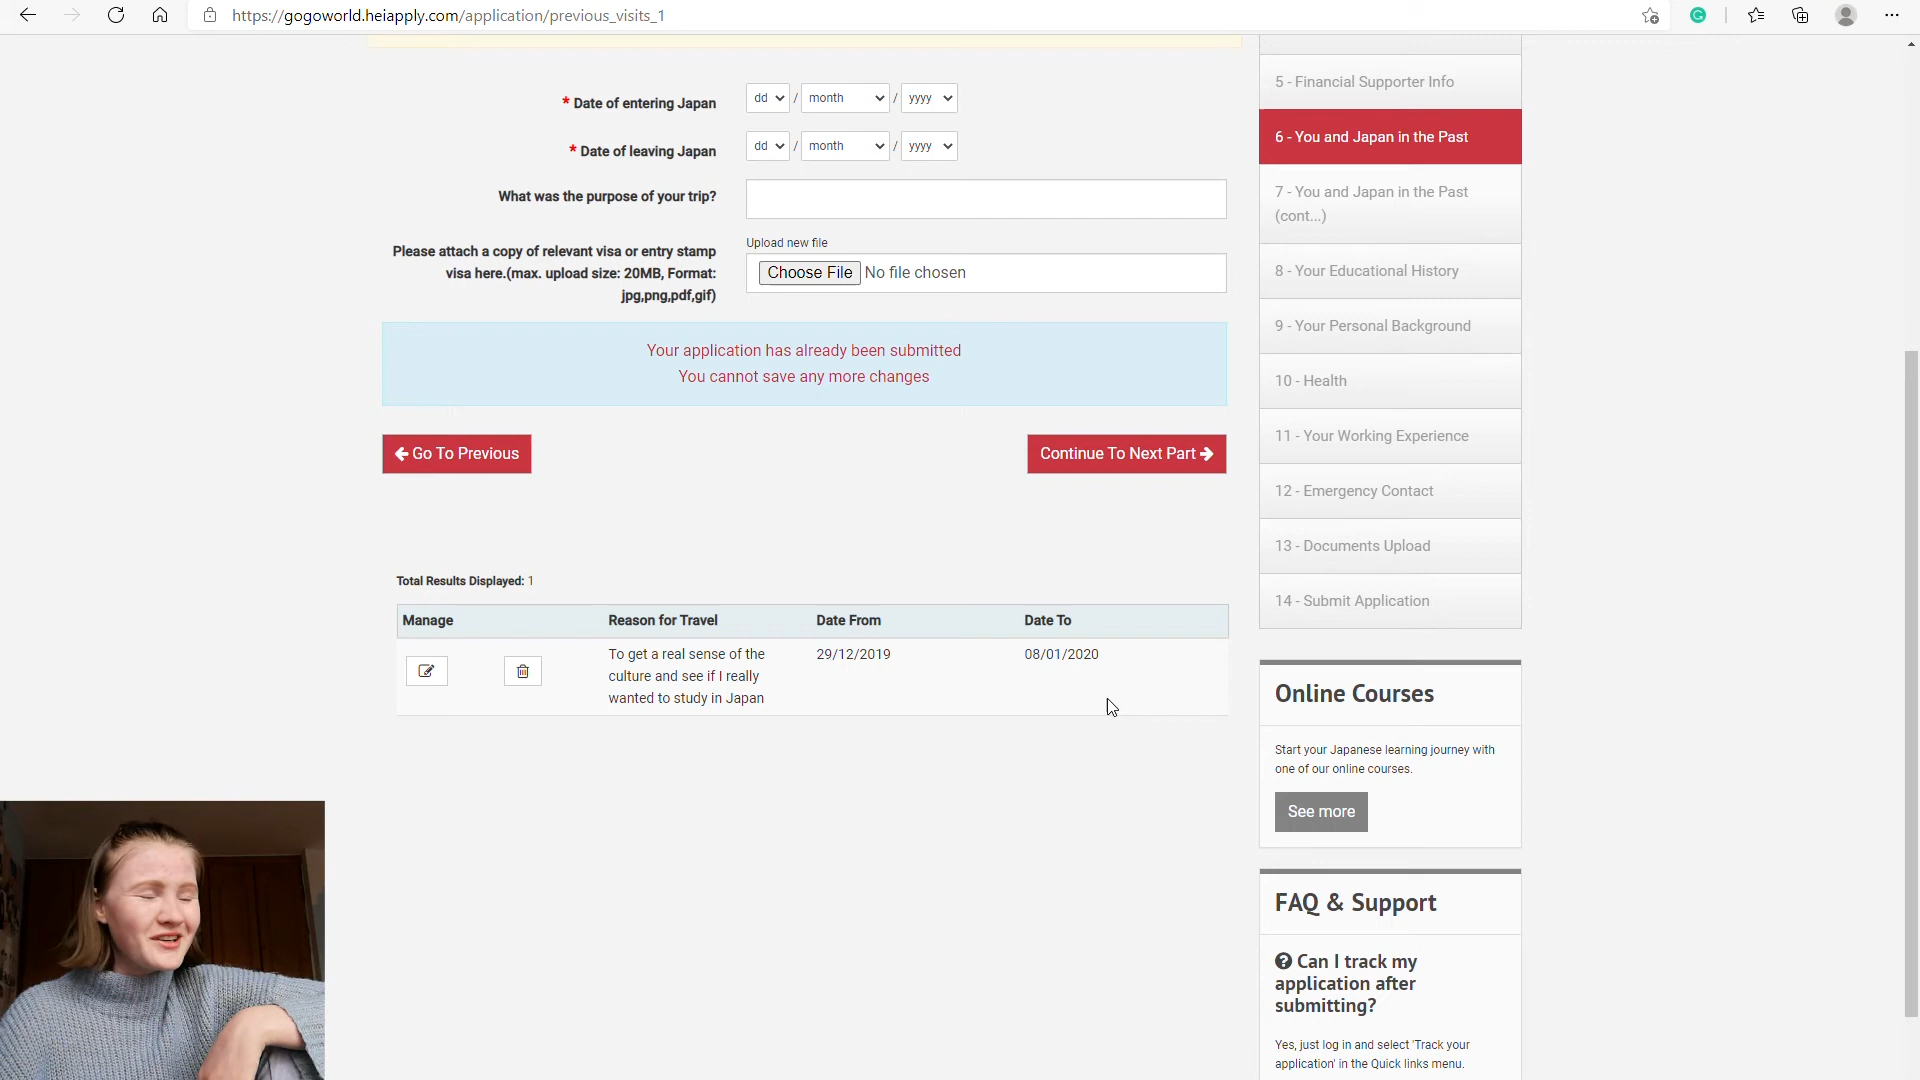 https://gogoworld.heiapply.com/application/previous_visits_1
* Date of entering Japan
dd / month / yyyy
* Date of leaving Japan
dd / month / yyyy
What was the purpose of your trip?
Please attach a copy of relevant visa or entry stamp
visa here.(max. upload size: 20MB, Format:
jpg,png,pdf,gif)
Upload new file
Choose File No file chosen
Your application has already been submitted
You cannot save any more changes
Go To Previous
Continue To Next Part
Total Results Displayed: 1
Manage Reason for Travel Date From Date To
To get a real sense of the 29/12/2019 08/01/2020
culture and see if I really
wanted to study in Japan
5 - Financial Supporter Info
6 - You and Japan in the Past
7 - You and Japan in the Past
(cont...)
8 - Your Educational History
9 - Your Personal Background
10 - Health
11 - Your Working Experience
12 - Emergency Contact
13 - Documents Upload
14 - Submit Application
Online Courses
Start your Japanese learning journey with
one of our online courses.
See more
FAQ & Support
Can I track my
application after
submitting?
Yes, just log in and select 'Track your
application' in the Quick links menu.